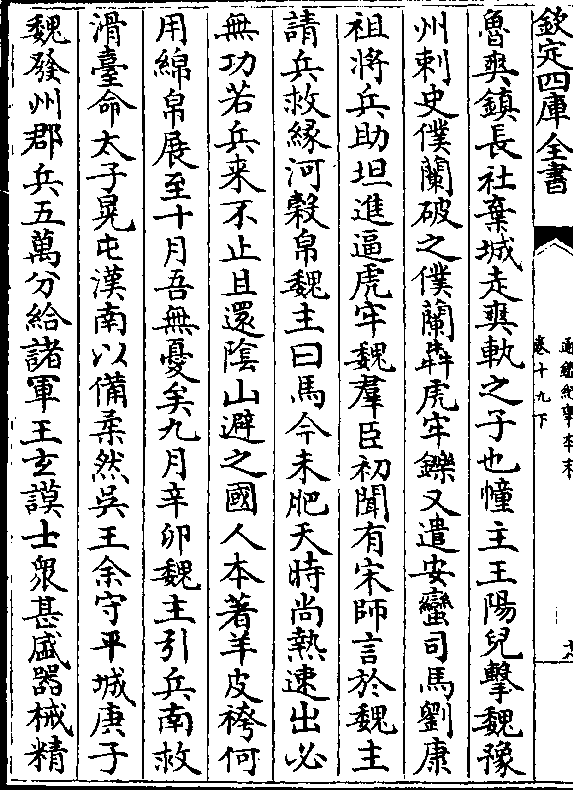 欽定四庫全書
通鑑紀事本末
卷十九下
魯爽鎮長社棄城走爽軌之子也幢主王陽兒擊魏豫
州刺史僕蘭破之僕蘭犇虎牢鑠又遣安蠻司馬劉康
祖將兵助坦進逼虎牢魏羣臣初聞有宋師言於魏主
請兵救緣河穀帛魏主曰馬今未肥天時尚熱速出必
無功若兵来不止且還陰山避之國人本著羊皮袴何
用綿帛展至十月吾無憂矣九月辛卯魏主引兵南救
滑臺命太子晃屯漠南以備柔然吳王余守平城庚子
魏發州郡兵五萬分給諸軍王玄謨士衆甚盛器械精